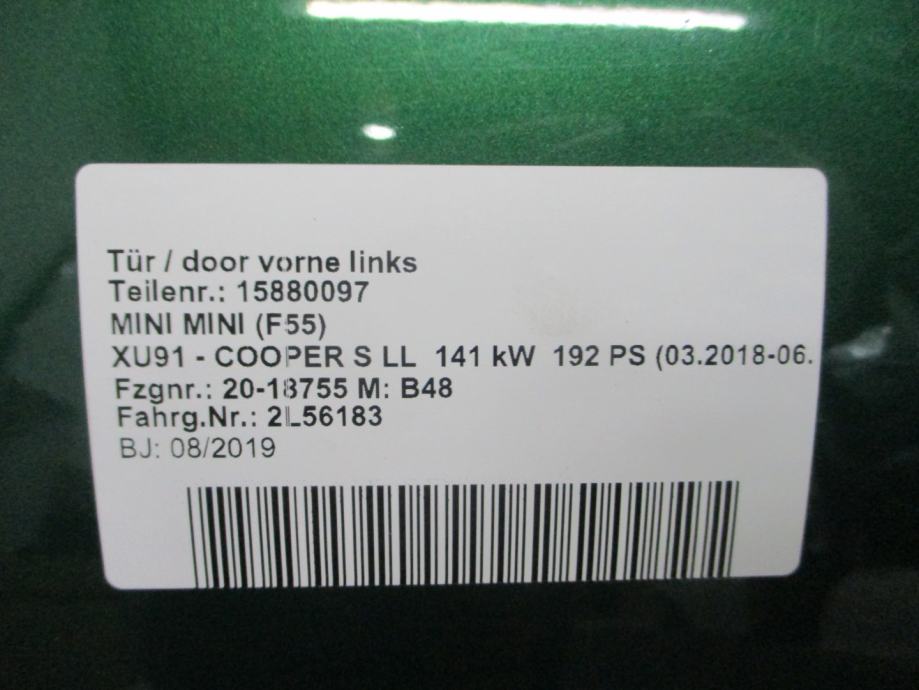 Tür / door vorne links
Teilenr.: 15880097
MINI MINI (F55)
XU91 - COOPER S LL 141 kW 192 PS (03.2018-06.
Fzgnr.: 20-18755 M: B48
Fahrg.Nr.: 2L56183
BJ: 08/2019